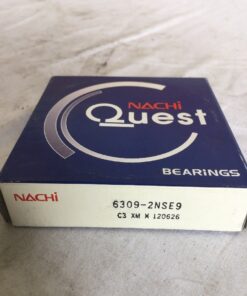 NACHi
Quest
BEARINGS
NACHi
6309-2NSE9
C3 XM × 120626